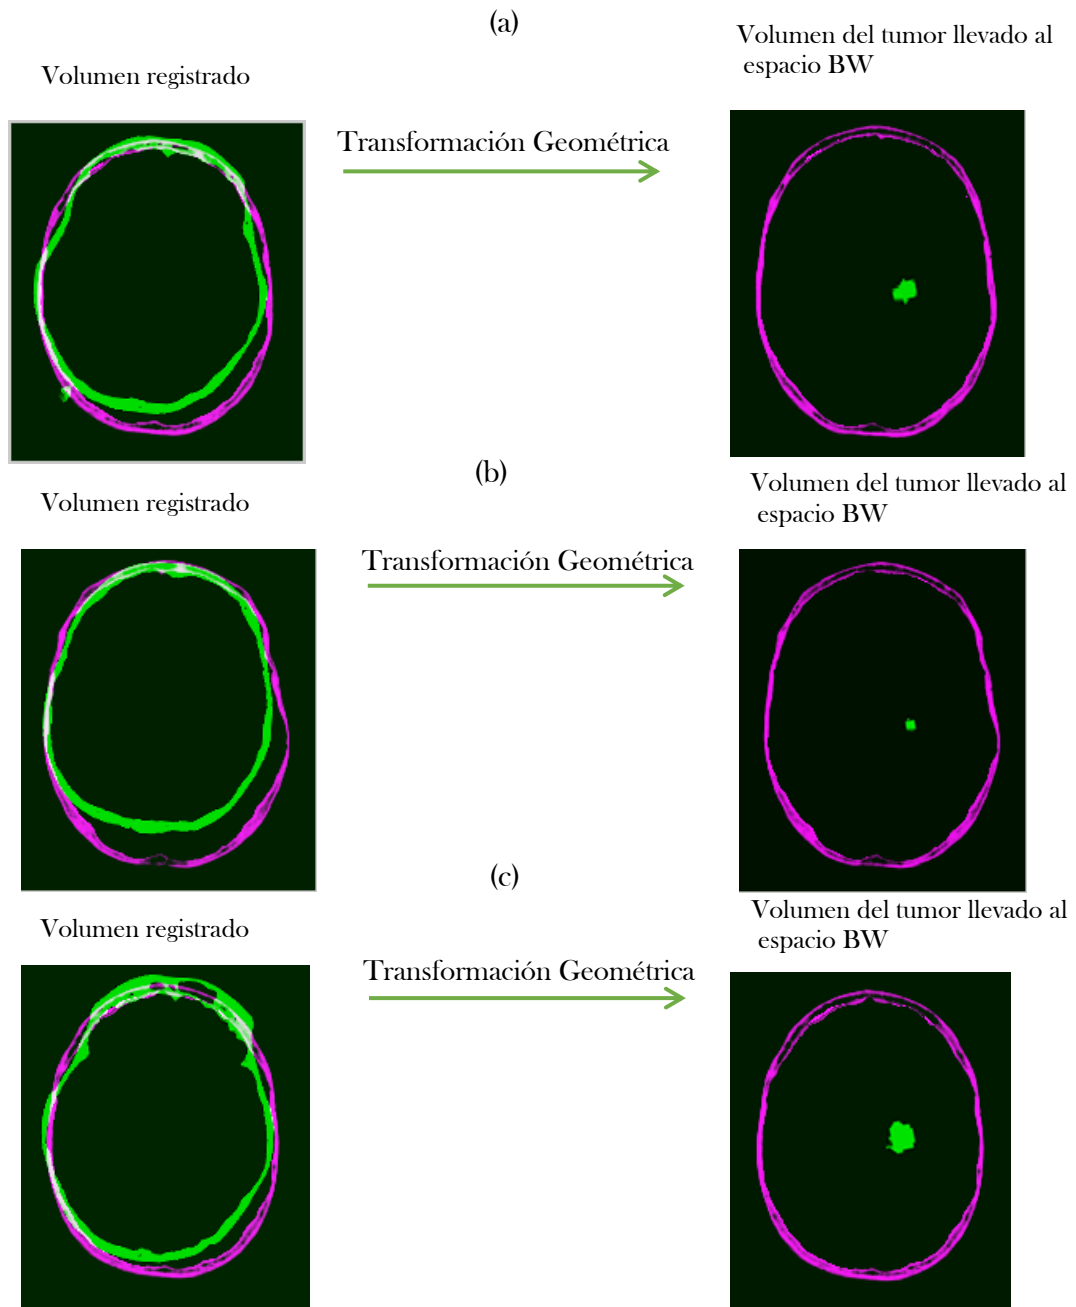 (a)
Volumen del tumor llevado al
espacio BW
Volumen registrado
Transformación Geométrica
(b)
Volumen registrado
Volumen del tumor llevado al
espacio BW
Transformación Geométrica
(c)
Volumen registrado
Volumen del tumor llevado al
espacio BW
Transformación Geométrica